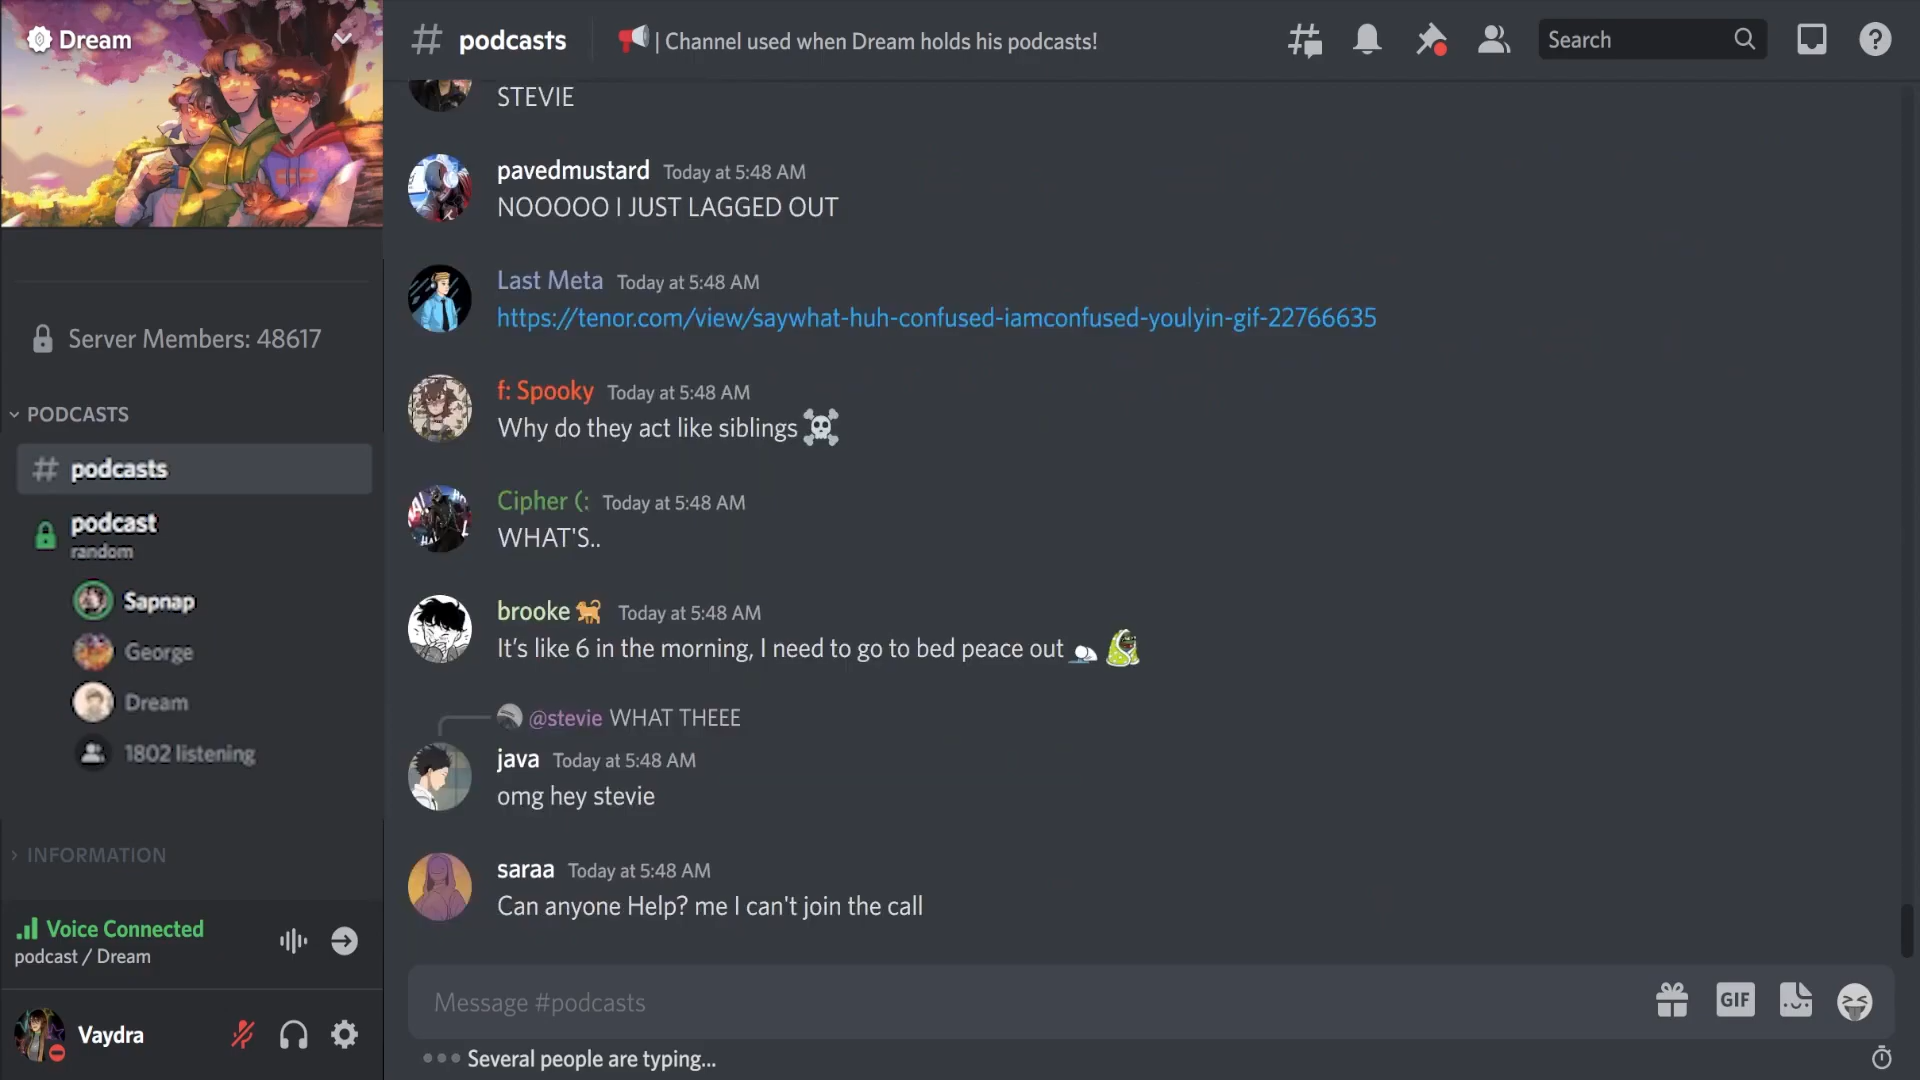 Dream
Server Members: 48617
PODCASTS
podcasts
podcast
random
Sapnap
George
Dream
1802 listening
INFORMATION
Voice Connected
podcast / Dream
Vaydra
podcasts
| Channel used when Dream holds his podcasts!
Search
STEVIE
pavedmustard Today at 5:48 AM
NOOOOO I JUST LAGGED OUT
Last Meta Today at 5:48 AM
https://tenor.com/view/saywhat-huh-confused-iamconfused-youlyin-gif-22766635
f: Spooky Today at 5:48 AM
Why do they act like siblings
Cipher (: Today at 5:48 AM
WHAT'S..
brooke Today at 5:48 AM
It's like 6 in the morning, I need to go to bed peace out
@stevie WHAT THEEE
java Today at 5:48 AM
omg hey stevie
saraa Today at 5:48 AM
Can anyone Help? me I can't join the call
Message #podcasts
GIF
Several people are typing...